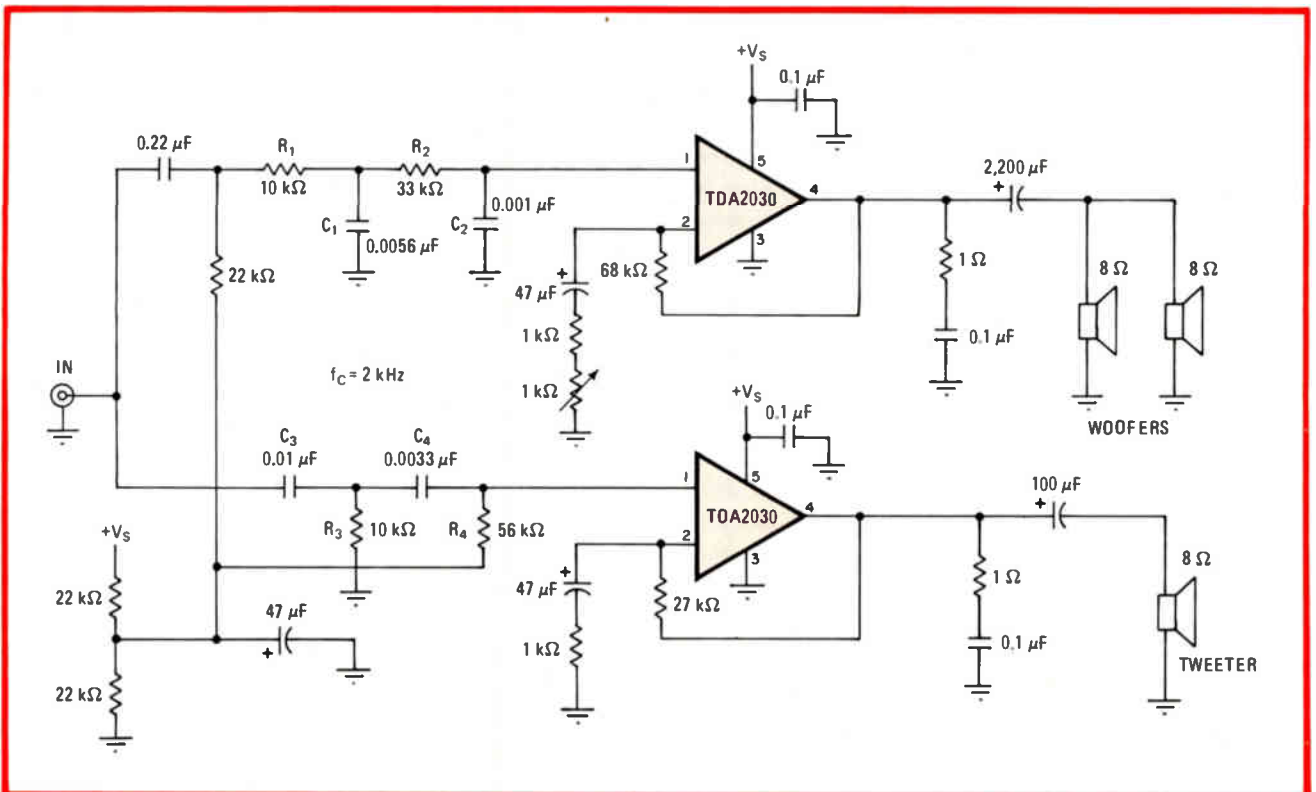 +VS
0.1 µF
0.22 µF
R1
10 kΩ
R2
33 kΩ
C1
0.0056 µF
C2
0.001 µF
1
2
3
4
5
TDA2030
2,200 µF
+
22 kΩ
68 kΩ
+
47 µF
1 kΩ
1 kΩ
1 Ω
0.1 µF
8 Ω
8 Ω
WOOFERS
IN
fC = 2 kHz
+VS
0.1 µF
C3
0.01 µF
C4
0.0033 µF
R3
10 kΩ
R4
56 kΩ
1
2
3
4
5
TOA2030
100 µF
+
8 Ω
+VS
22 kΩ
47 µF
+
22 kΩ
+
47 µF
1 kΩ
27 kΩ
1 Ω
0.1 µF
TWEETER